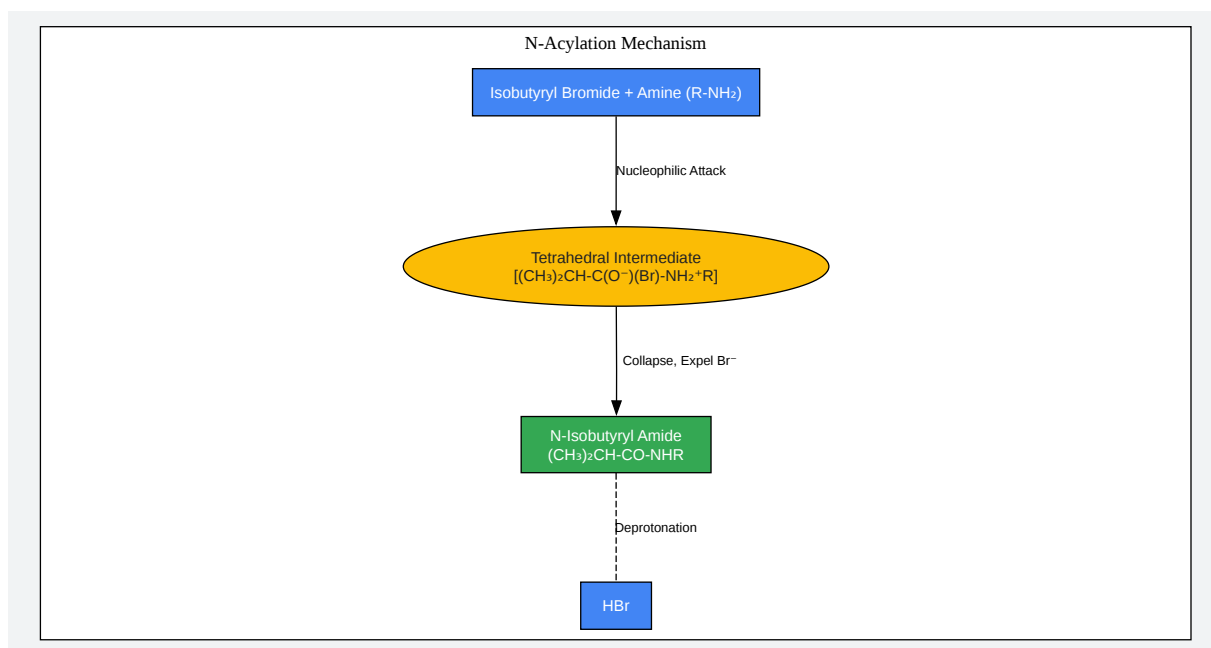 N-Acylation Mechanism
Isobutyryl Bromide + Amine (R-NH₂)
Nucleophilic Attack
Tetrahedral Intermediate
[(CH₃)₂CH-C(O⁻)(Br)-NH₂⁺R]
Collapse, Expel Br⁻
N-Isobutyryl Amide
(CH₃)₂CH-CO-NHR
Deprotonation
HBr